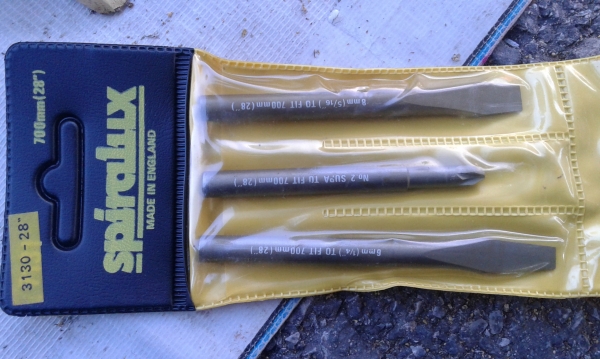 700mm (28")
spiralux
MADE IN ENGLAND
3130 - 28"
8mm (5/16") TO FIT 700mm (28")
No. 2 SUPA TO FIT 700mm (28")
6mm (1/4") TO FIT 700mm (28")